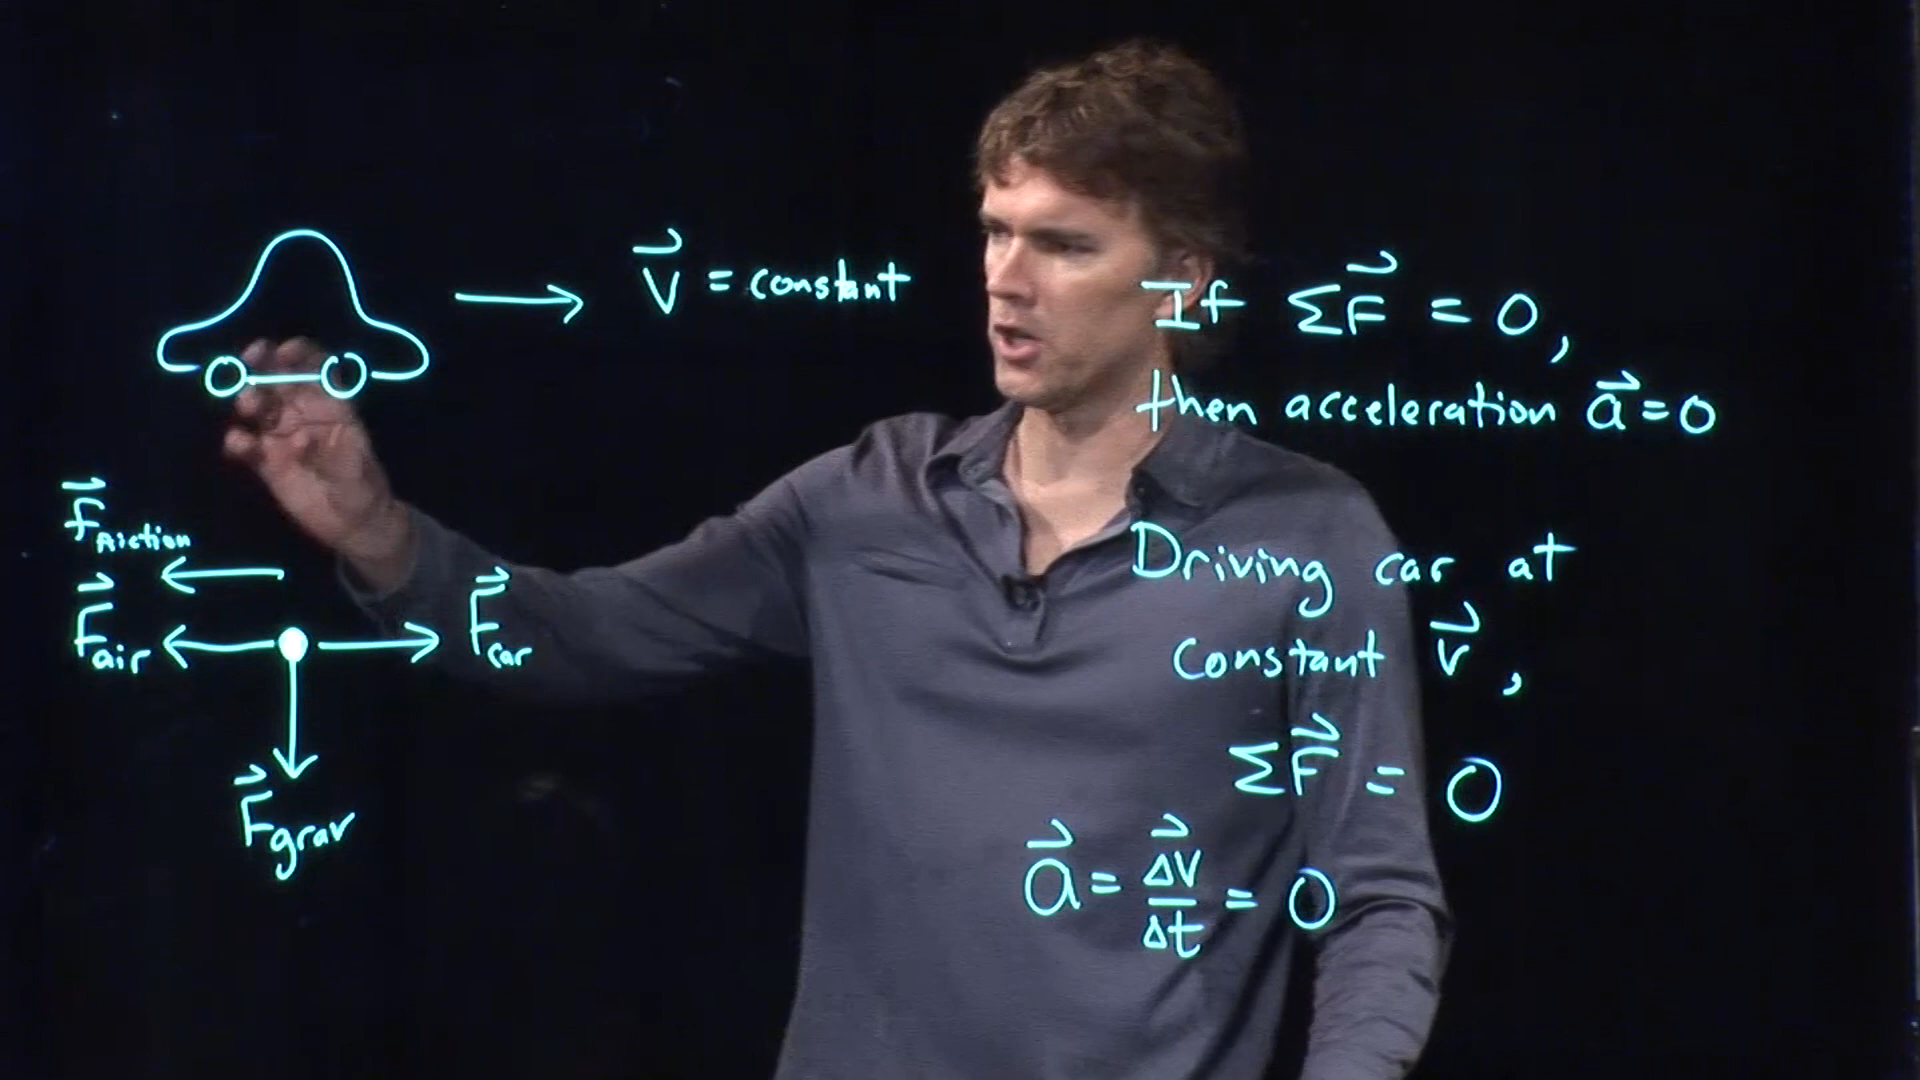 v⃗ = constant
If ΣF⃗ = 0,
then acceleration a⃗ = 0
F⃗friction
F⃗air
F⃗car
F⃗grav
Driving car at
constant v⃗,
ΣF⃗ = 0
a⃗ = Δv⃗/Δt = 0